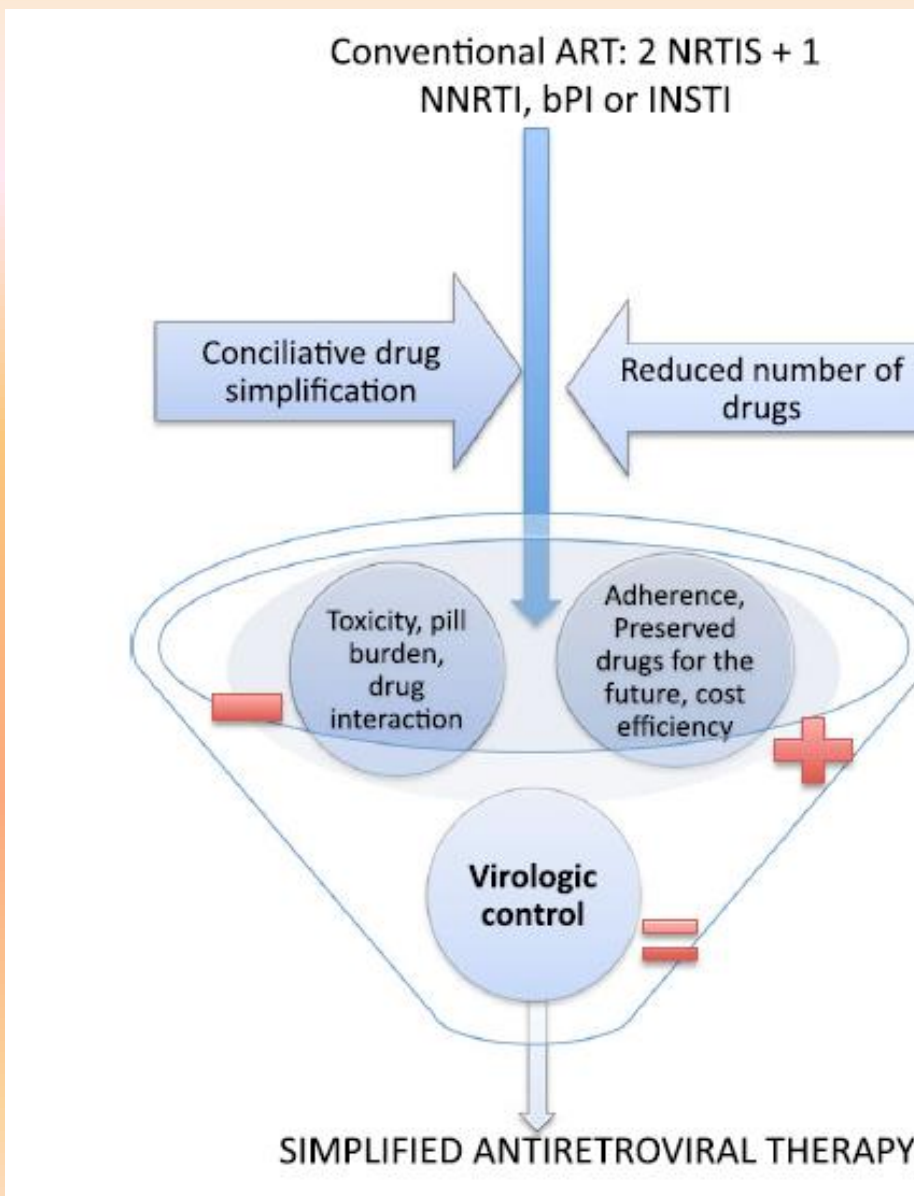 Conventional ART: 2 NRTIS + 1
NNRTI, bPI or INSTI
Conciliative drug
simplification
Reduced number of
drugs
Toxicity, pill
burden,
drug
interaction
Adherence,
Preserved
drugs for the
future, cost
efficiency
Virologic
control
SIMPLIFIED ANTIRETROVIRAL THERAPY